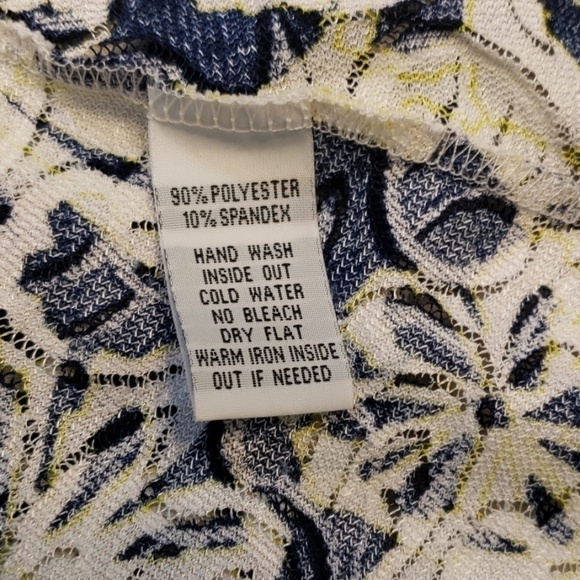 90% POLYESTER
10% SPANDEX
HAND WASH
INSIDE OUT
COLD WATER
NO BLEACH
DRY FLAT
WARM IRON INSIDE
OUT IF NEEDED